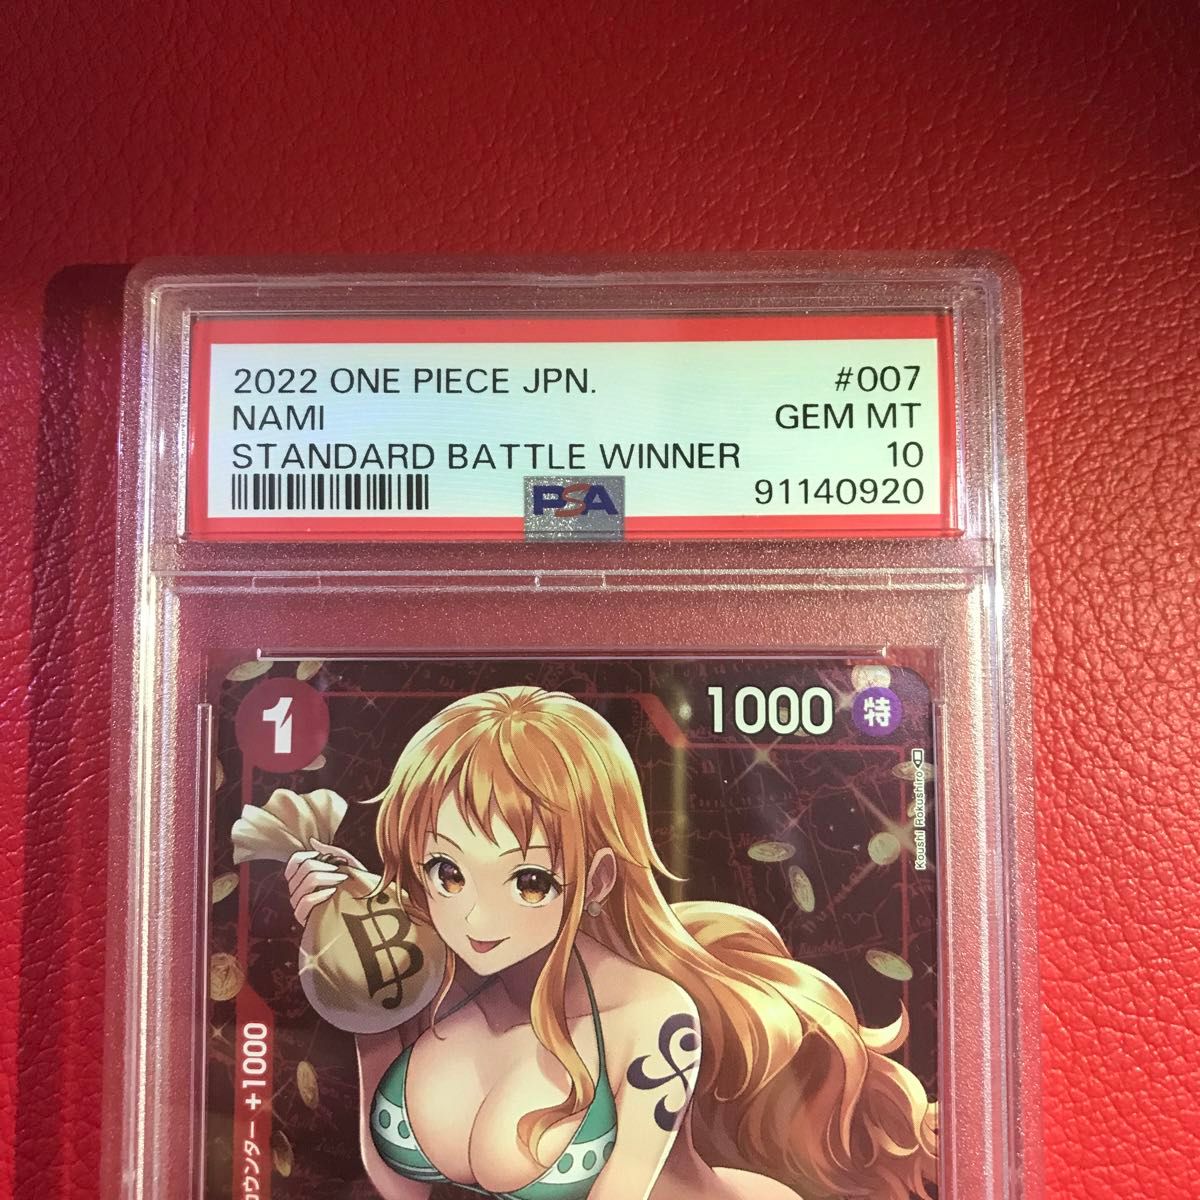 2022 ONE PIECE JPN. #007
NAMI GEM MT
STANDARD BATTLE WINNER 10
PSA 91140920
1
1000 特
Koushi Rokushiro
B
カウンター +1000